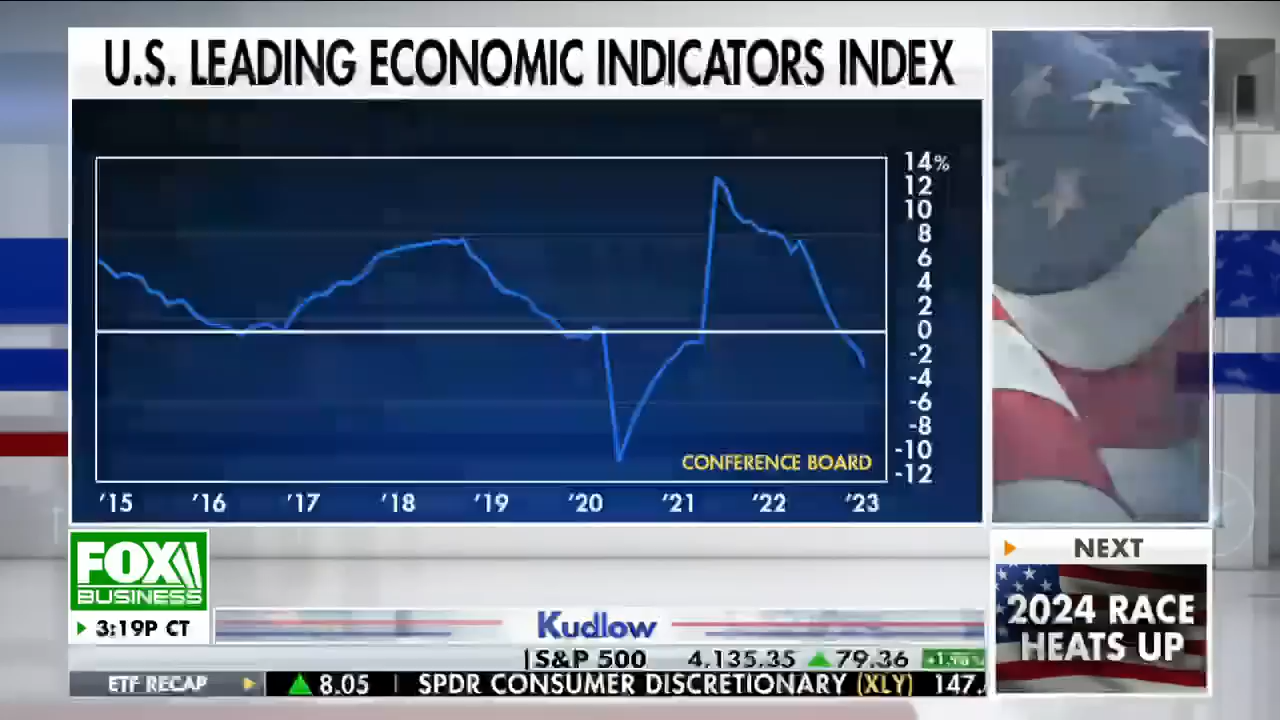 U.S. LEADING ECONOMIC INDICATORS INDEX
14%
12
10
8
6
4
2
0
-2
-4
-6
-8
-10
-12
CONFERENCE BOARD
'15 '16 '17 '18 '19 '20 '21 '22 '23
FOX
BUSINESS
3:19P CT
Kudlow
NEXT
2024 RACE
HEATS UP
S&P 500 4,135.35 79.36
ETF RECAP 8.05 SPDR CONSUMER DISCRETIONARY (XLY) 147.